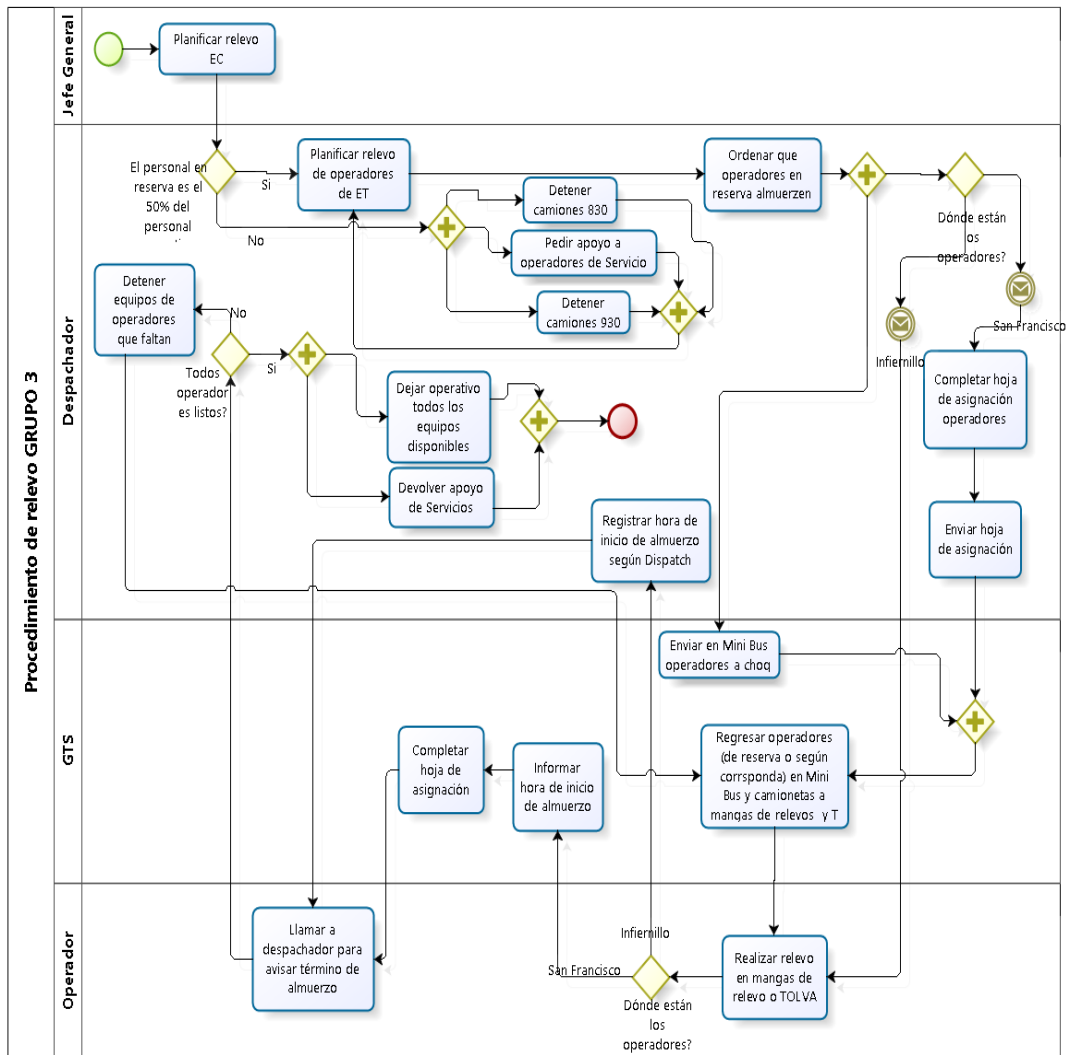 Procedimiento de relevo GRUPO 3
Jefe General
Planificar relevo
EC
Despachador
El personal en
reserva es el
50% del
personal
Si
No
Planificar relevo
de operadores
de ET
Detener
camiones 830
Pedir apoyo a
operadores de Servicio
Detener
camiones 930
Ordenar que
operadores en
reserva almuerzen
Dónde están
los
operadores?
San Francisco
Infiernillo
Completar hoja
de asignación
operadores
Enviar hoja
de asignación
Detener
equipos de
operadores
que faltan
No
Si
Todos
operador
es listos?
Dejar operativo
todos los
equipos
disponibles
Devolver apoyo
de Servicios
Registrar hora de
inicio de almuerzo
según Dispatch
GTS
Enviar en Mini Bus
operadores a choq
Regresar operadores
(de reserva o según
corrsponda) en Mini
Bus y camionetas a
mangas de relevos y T
Informar
hora de inicio
de almuerzo
Completar
hoja de
asignación
Operador
Llamar a
despachador para
avisar término de
almuerzo
Infiernillo
San Francisco
Dónde están
los
operadores?
Realizar relevo
en mangas de
relevo o TOLVA